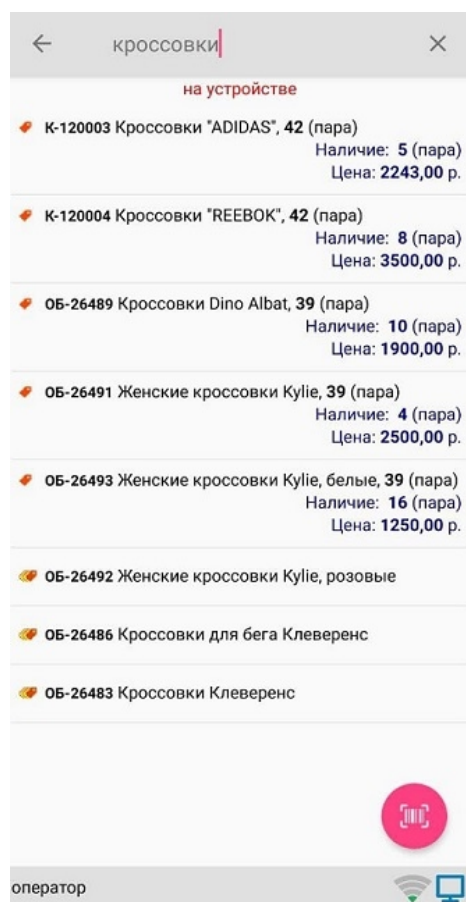 кроссовки
на устройстве
К-120003 Кроссовки "ADIDAS", 42 (пара)
Наличие: 5 (пара)
Цена: 2243,00 р.
К-120004 Кроссовки "REEBOK", 42 (пара)
Наличие: 8 (пара)
Цена: 3500,00 р.
ОБ-26489 Кроссовки Dino Albat, 39 (пара)
Наличие: 10 (пара)
Цена: 1900,00 р.
ОБ-26491 Женские кроссовки Kylie, 39 (пара)
Наличие: 4 (пара)
Цена: 2500,00 р.
ОБ-26493 Женские кроссовки Kylie, белые, 39 (пара)
Наличие: 16 (пара)
Цена: 1250,00 р.
ОБ-26492 Женские кроссовки Kylie, розовые
ОБ-26486 Кроссовки для бега Клеверенс
ОБ-26483 Кроссовки Клеверенс
оператор